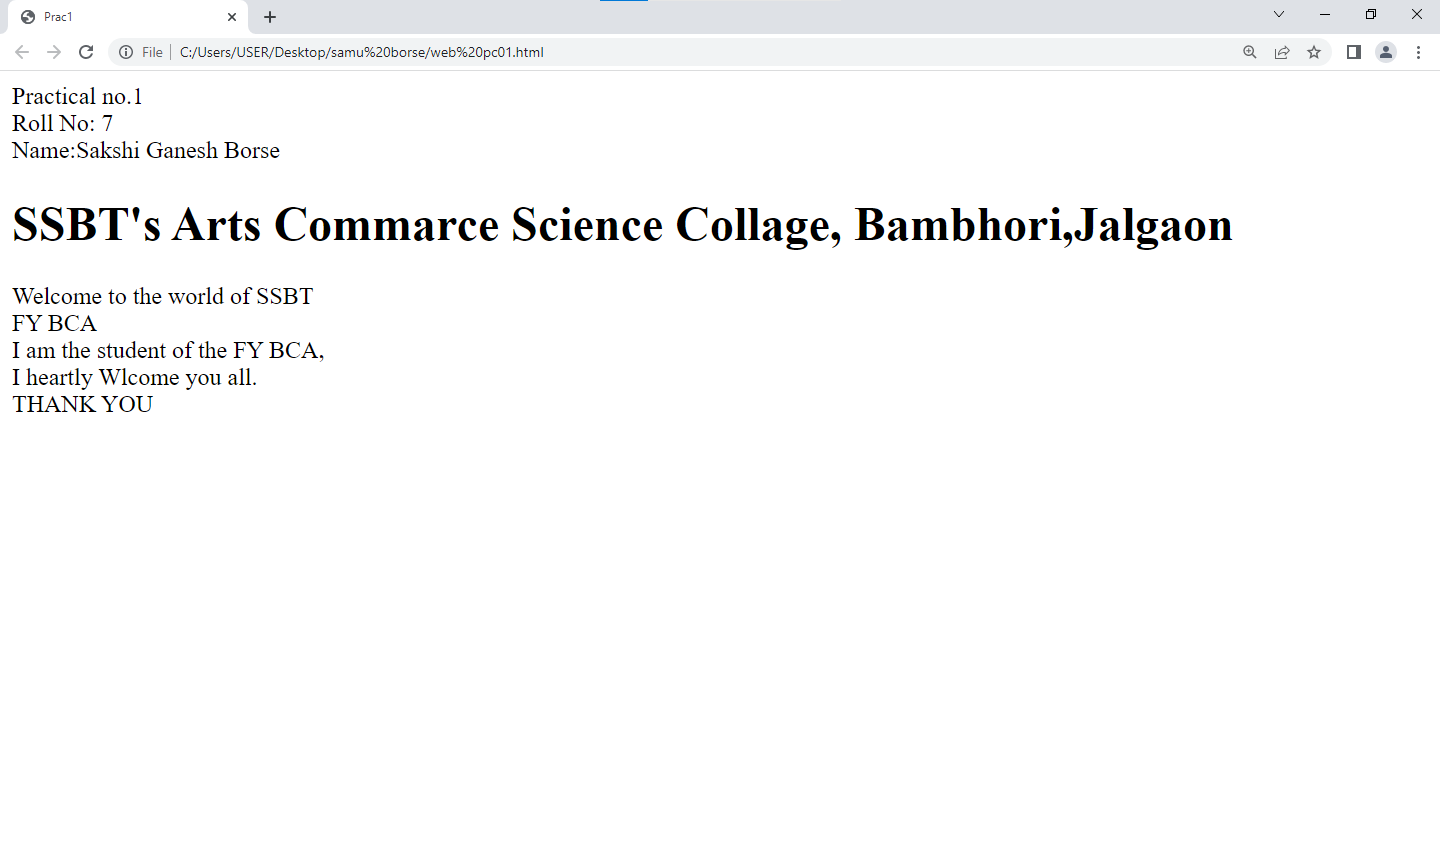 Prac1
File C:/Users/USER/Desktop/samu%20borse/web%20pc01.html
Practical no.1
Roll No: 7
Name:Sakshi Ganesh Borse
SSBT's Arts Commarce Science Collage, Bambhori,Jalgaon
Welcome to the world of SSBT
FY BCA
I am the student of the FY BCA,
I heartly Wlcome you all.
THANK YOU